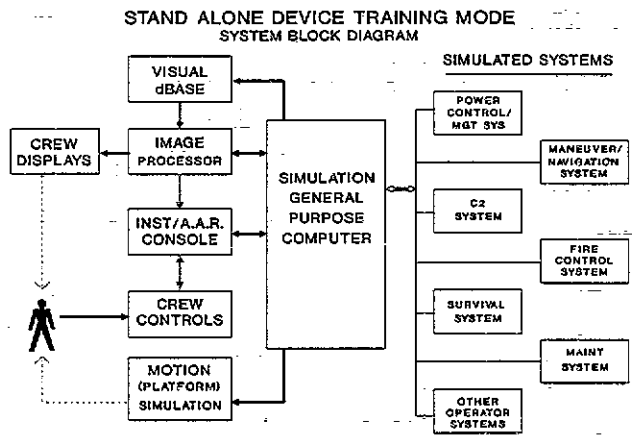 STAND ALONE DEVICE TRAINING MODE
SYSTEM BLOCK DIAGRAM
SIMULATED SYSTEMS
VISUAL
dBASE
CREW
DISPLAYS
IMAGE
PROCESSOR
INST/A.A.R.
CONSOLE
CREW
CONTROLS
MOTION
(PLATFORM)
SIMULATION
SIMULATION
GENERAL
PURPOSE
COMPUTER
POWER
CONTROL/
MGT SYS
MANEUVER/
NAVIGATION
SYSTEM
C2
SYSTEM
FIRE
CONTROL
SYSTEM
SURVIVAL
SYSTEM
MAINT
SYSTEM
OTHER
OPERATOR
SYSTEMS